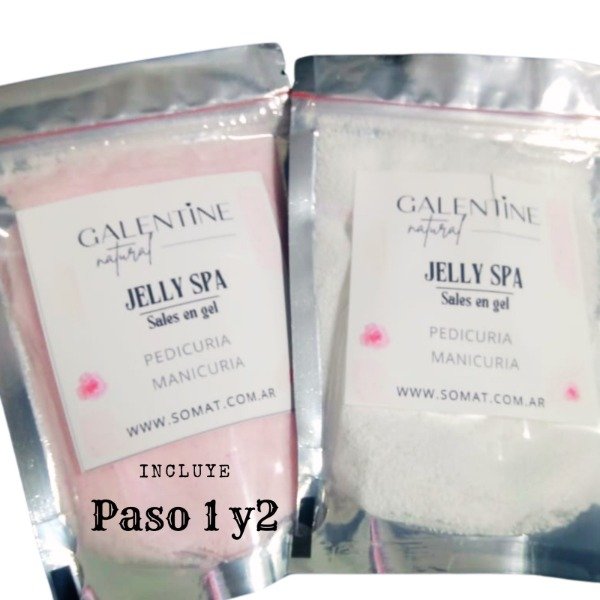 GALENTINE
natural
JELLY SPA
Sales en gel
PEDICURIA
MANICURIA
WWW.SOMAT.COM.AR
GALENTINE
natural
JELLY SPA
Sales en gel
PEDICURIA
MANICURIA
WWW.SOMAT.COM.AR
INCLUYE
Paso 1 y2